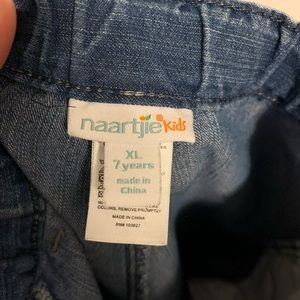 naartjie Kids
XL
7 years
made in
China
COLORS, REMOVE PROMPTLY
MADE IN CHINA